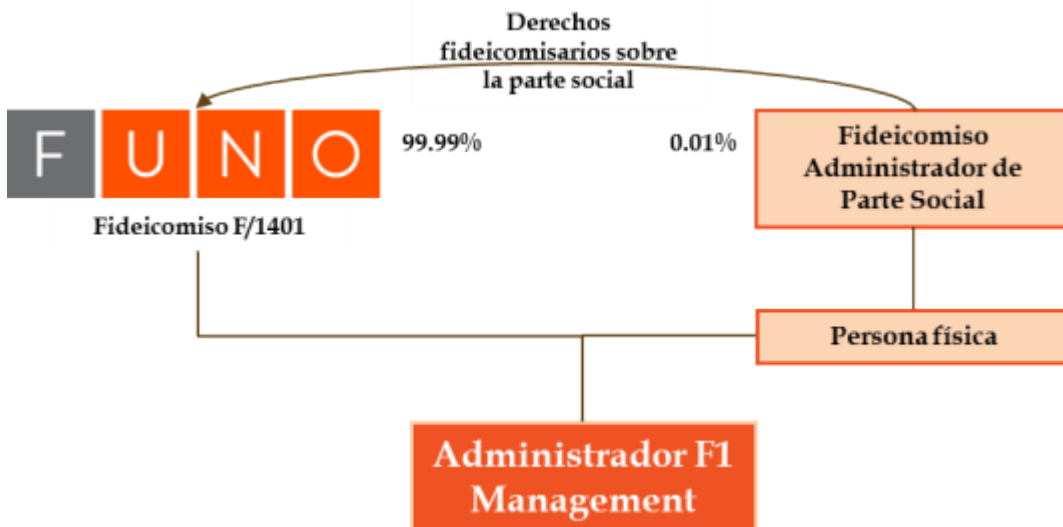 Derechos
fideicomisarios sobre
la parte social
FUNO
99.99%
0.01%
Fideicomiso
Administrador de
Parte Social
Fideicomiso F/1401
Persona física
Administrador F1
Management